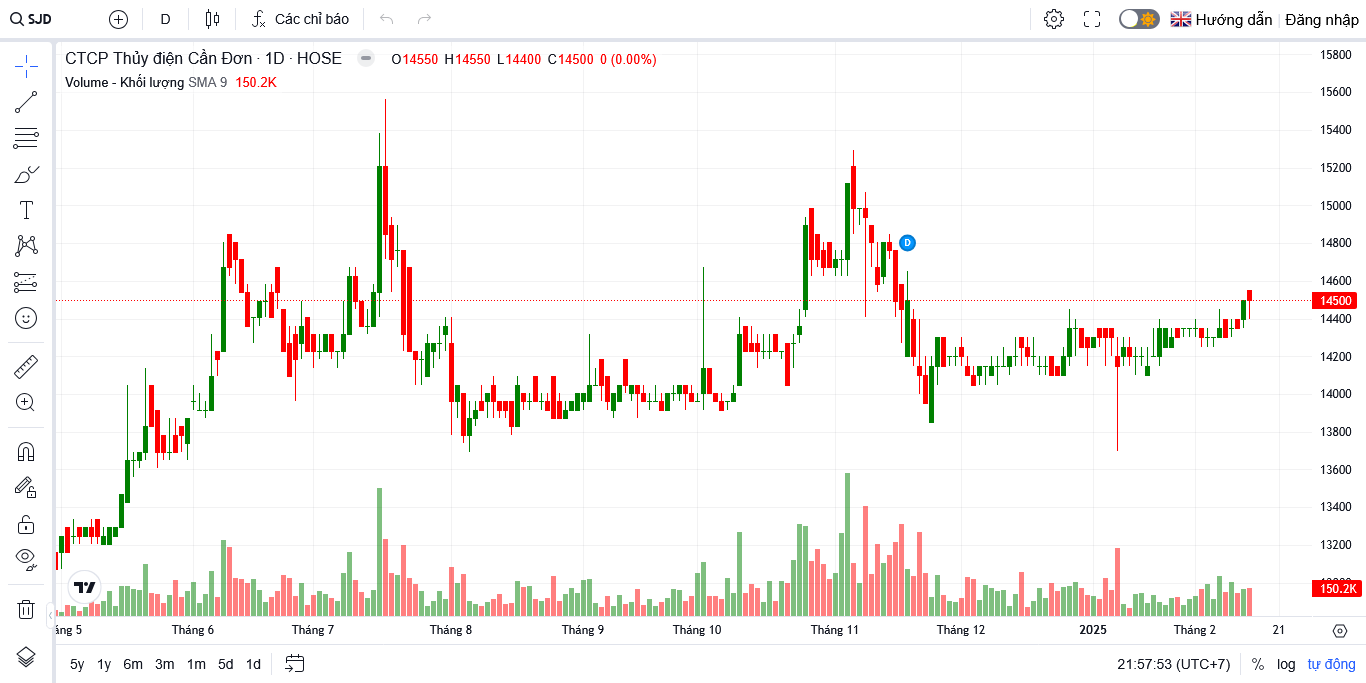 SJD D Các chỉ báo Hướng dẫn Đăng nhập
CTCP Thủy điện Cần Đơn · 1D · HOSE O14550 H14550 L14400 C14500 0 (0.00%)
Volume - Khối lượng SMA 9 150.2K
15800
15600
15400
15200
15000
14800
D
14600
14500
14400
14200
14000
13800
13600
13400
13200
150.2K
áng 5 Tháng 6 Tháng 7 Tháng 8 Tháng 9 Tháng 10 Tháng 11 Tháng 12 2025 Tháng 2 21
5y 1y 6m 3m 1m 5d 1d 21:57:53 (UTC+7) % log tự động